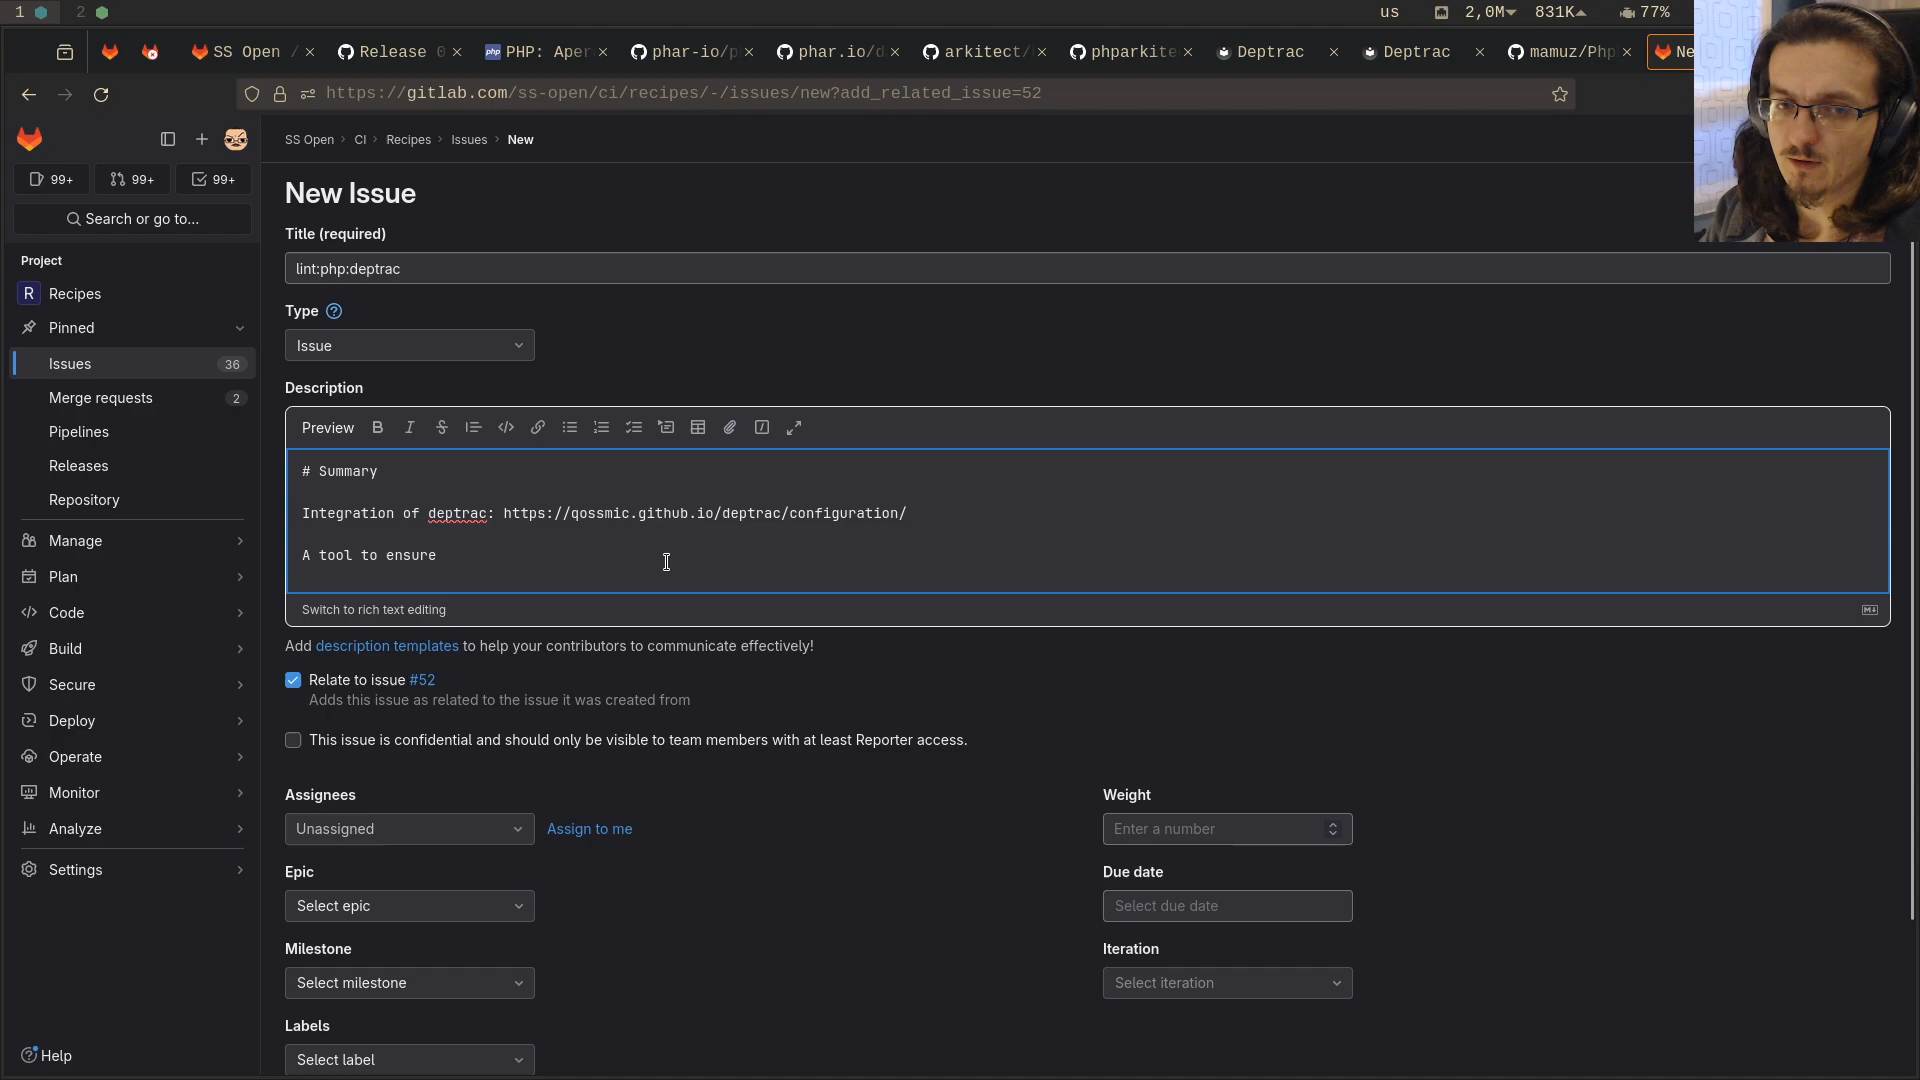 1 2 us 2,0M 831K 77%
SS Open / Release 0 PHP: Aper phar-io/p phar.io/d arkitect/ phparkite Deptrac Deptrac mamuz/Php Ne
https://gitlab.com/ss-open/ci/recipes/-/issues/new?add_related_issue=52
SS Open CI Recipes Issues New
99+ 99+ 99+
Search or go to...
Project
R Recipes
Pinned
Issues 36
Merge requests 2
Pipelines
Releases
Repository
Manage
Plan
Code
Build
Secure
Deploy
Operate
Monitor
Analyze
Settings
Help
New Issue
Title (required)
lint:php:deptrac
Type
Issue
Description
Preview
# Summary
Integration of deptrac: https://qossmic.github.io/deptrac/configuration/
A tool to ensure
Switch to rich text editing
Add description templates to help your contributors to communicate effectively!
Relate to issue #52
Adds this issue as related to the issue it was created from
This issue is confidential and should only be visible to team members with at least Reporter access.
Assignees
Unassigned Assign to me
Weight
Enter a number
Epic
Select epic
Due date
Select due date
Milestone
Select milestone
Iteration
Select iteration
Labels
Select label